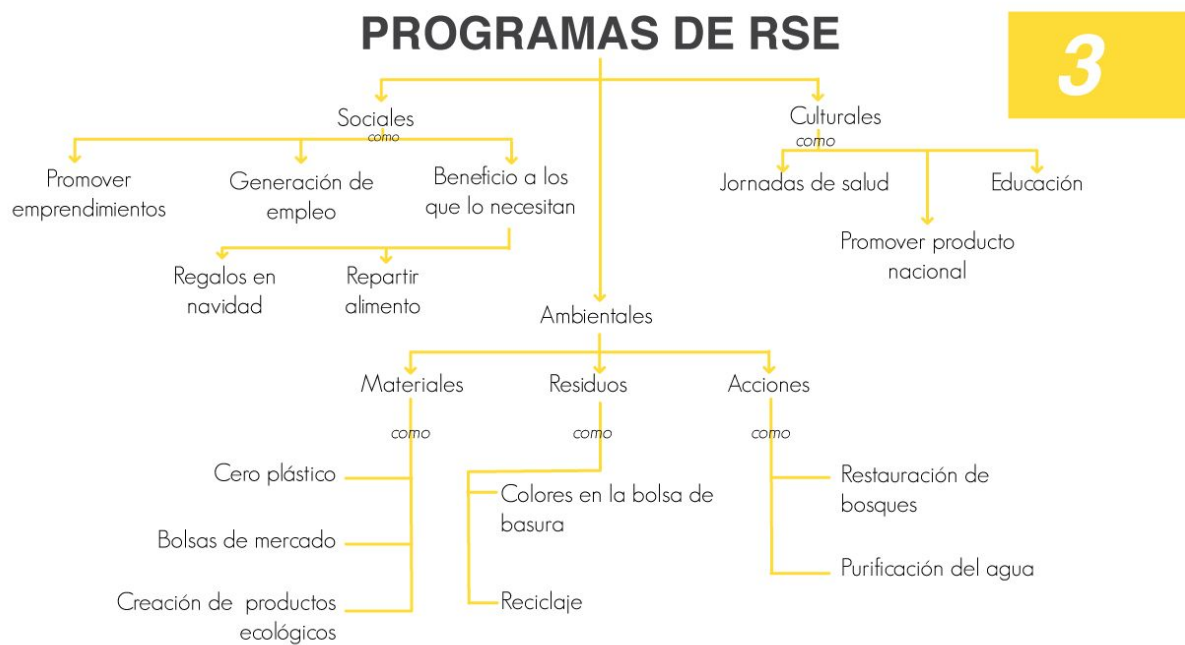 PROGRAMAS DE RSE
3
Sociales
como
Culturales
como
Promover
emprendimientos
Generación de
empleo
Beneficio a los
que lo necesitan
Jornadas de salud
Educación
Promover producto
nacional
Regalos en
navidad
Repartir
alimento
Ambientales
Materiales
Residuos
Acciones
como
como
como
Cero plástico
Bolsas de mercado
Creación de productos
ecológicos
Colores en la bolsa de
basura
Reciclaje
Restauración de
bosques
Purificación del agua